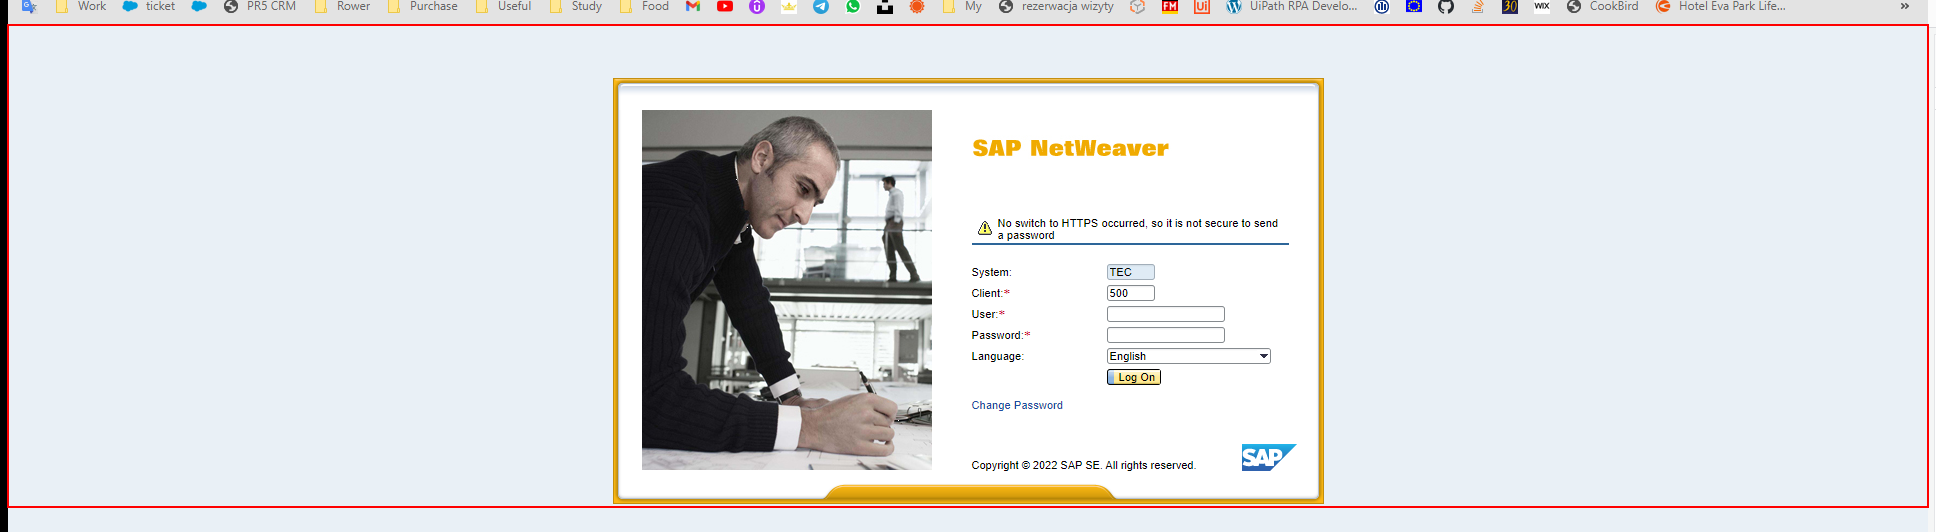 Work ticket PR5 CRM Rower Purchase Useful Study Food My rezerwacja wizyty FM Ui UiPath RPA Develo... 30 WIX CookBird Hotel Eva Park Life... »
SAP NetWeaver
No switch to HTTPS occurred, so it is not secure to send
a password
System: TEC
Client:* 500
User:*
Password:*
Language: English
Log On
Change Password
Copyright © 2022 SAP SE. All rights reserved.
SAP